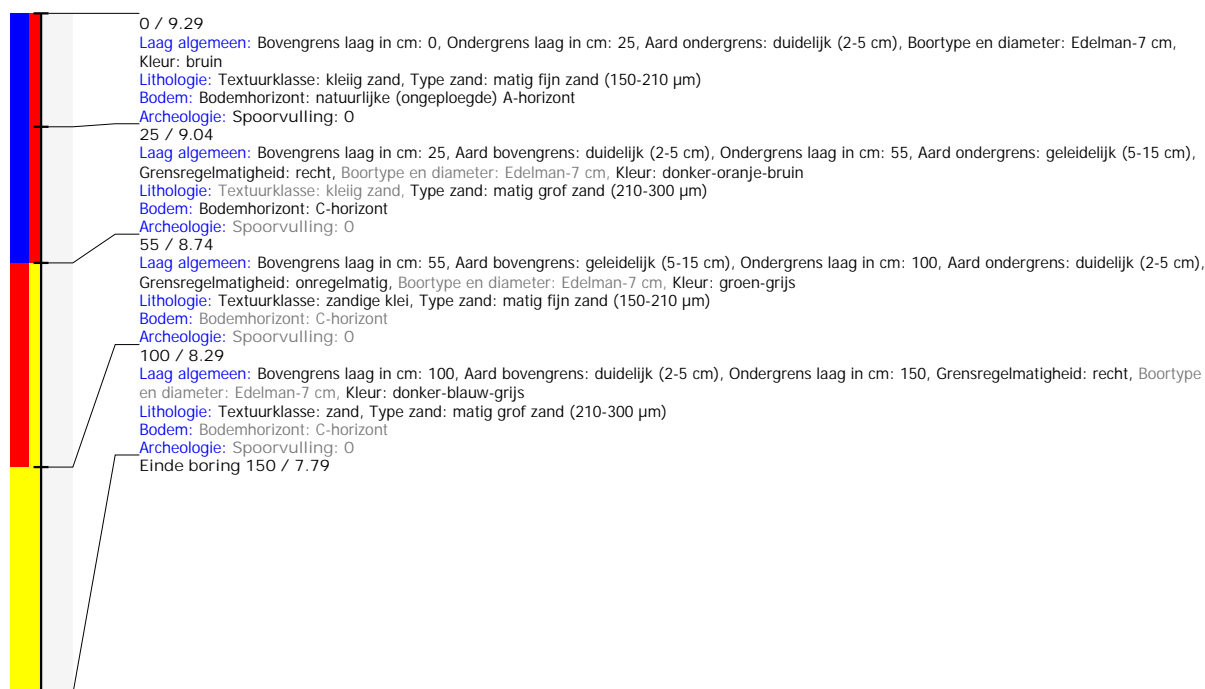 0 / 9.29
Laag algemeen: Bovengrens laag in cm: 0, Ondergrens laag in cm: 25, Aard ondergrens: duidelijk (2-5 cm), Boortype en diameter: Edelman-7 cm,
Kleur: bruin
Lithologie: Textuurklasse: kleiig zand, Type zand: matig fijn zand (150-210 µm)
Bodem: Bodemhorizont: natuurlijke (ongeploegde) A-horizont
Archeologie: Spoorvulling: 0
25 / 9.04
Laag algemeen: Bovengrens laag in cm: 25, Aard bovengrens: duidelijk (2-5 cm), Ondergrens laag in cm: 55, Aard ondergrens: geleidelijk (5-15 cm),
Grensregelmatigheid: recht, Boortype en diameter: Edelman-7 cm, Kleur: donker-oranje-bruin
Lithologie: Textuurklasse: kleiig zand, Type zand: matig grof zand (210-300 µm)
Bodem: Bodemhorizont: C-horizont
Archeologie: Spoorvulling: 0
55 / 8.74
Laag algemeen: Bovengrens laag in cm: 55, Aard bovengrens: geleidelijk (5-15 cm), Ondergrens laag in cm: 100, Aard ondergrens: duidelijk (2-5 cm),
Grensregelmatigheid: onregelmatig, Boortype en diameter: Edelman-7 cm, Kleur: groen-grijs
Lithologie: Textuurklasse: zandige klei, Type zand: matig fijn zand (150-210 µm)
Bodem: Bodemhorizont: C-horizont
Archeologie: Spoorvulling: 0
100 / 8.29
Laag algemeen: Bovengrens laag in cm: 100, Aard bovengrens: duidelijk (2-5 cm), Ondergrens laag in cm: 150, Grensregelmatigheid: recht, Boortype
en diameter: Edelman-7 cm, Kleur: donker-blauw-grijs
Lithologie: Textuurklasse: zand, Type zand: matig grof zand (210-300 µm)
Bodem: Bodemhorizont: C-horizont
Archeologie: Spoorvulling: 0
Einde boring 150 / 7.79